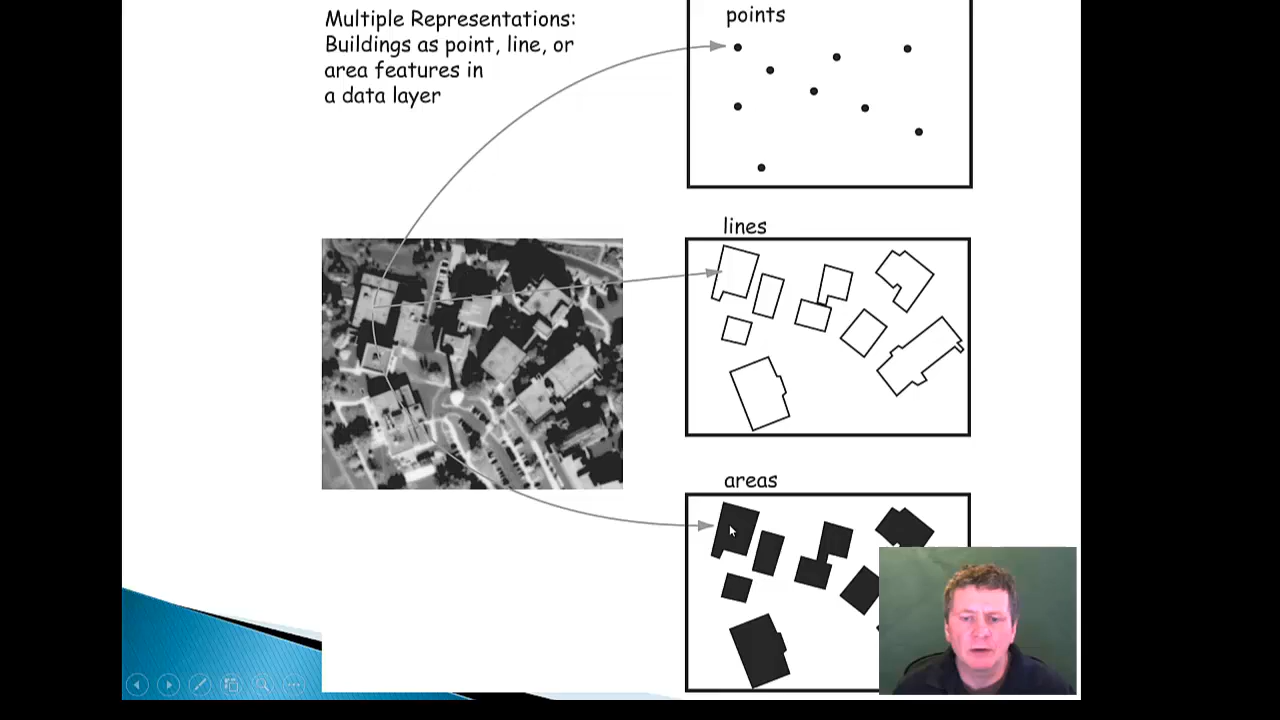 Multiple Representations:
Buildings as point, line, or
area features in
a data layer
points
lines
areas